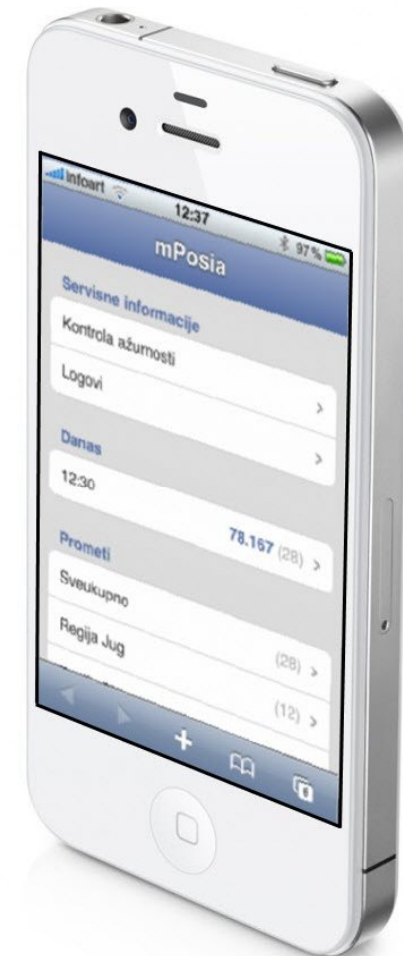 Infoart 12:37 97%
mPosia
Servisne informacije
Kontrola ažurnosti
Logovi
Danas
12:30 78.167 (28)
Prometi
Sveukupno (28)
Regija Jug (12)